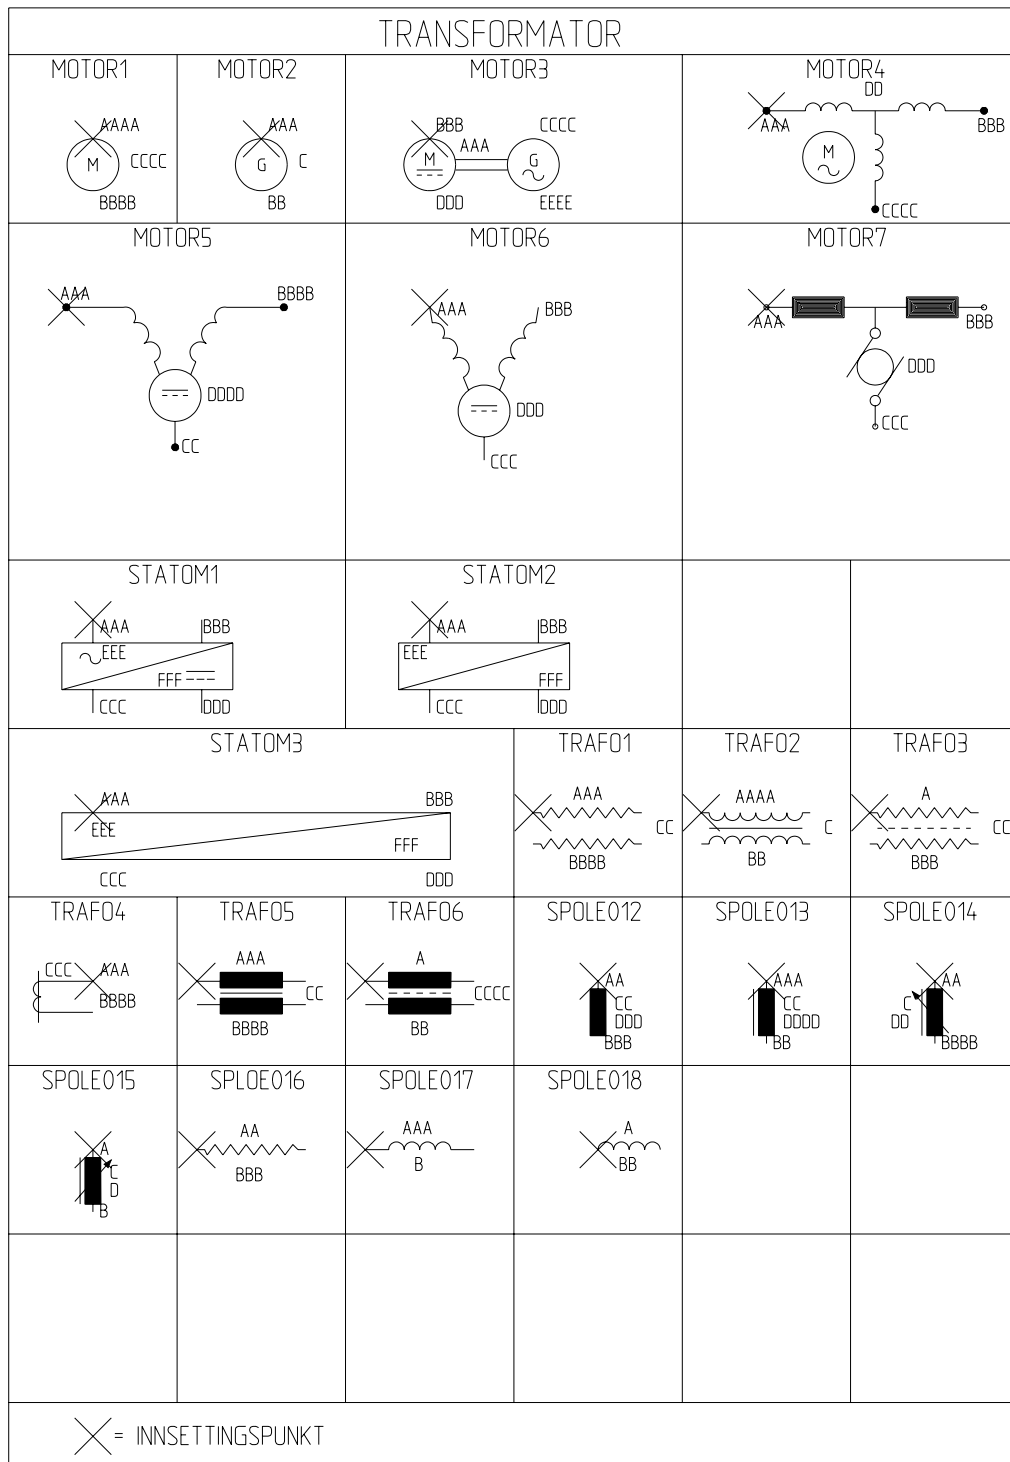 TRANSFORMATOR
MOTOR1
AAAA
M
CCCC
BBBB
MOTOR2
AAA
G
C
BB
MOTOR3
BBB
CCCC
AAA
M
G
DDD
EEEE
MOTOR4
DD
AAA
BBB
M
CCCC
MOTOR5
AAA
BBBB
DDDD
CC
MOTOR6
AAA
BBB
DDD
CCC
MOTOR7
AAA
BBB
DDD
CCC
STATOM1
AAA
BBB
EEE
FFF
CCC
DDD
STATOM2
AAA
BBB
EEE
FFF
CCC
DDD
STATOM3
AAA
BBB
EEE
FFF
CCC
DDD
TRAFO1
AAA
CC
BBBB
TRAFO2
AAAA
C
BB
TRAFO3
A
CC
BBB
TRAFO4
CCC
AAA
BBBB
TRAFO5
AAA
CC
BBBB
TRAFO6
A
CCCC
BB
SPOLE012
AA
CC
DDD
BBB
SPOLE013
AAA
CC
DDDD
BB
SPOLE014
AA
C
DD
BBBB
SPOLE015
A
C
D
B
SPLOE016
AA
BBB
SPOLE017
AAA
B
SPOLE018
A
BB
= INNSETTINGSPUNKT